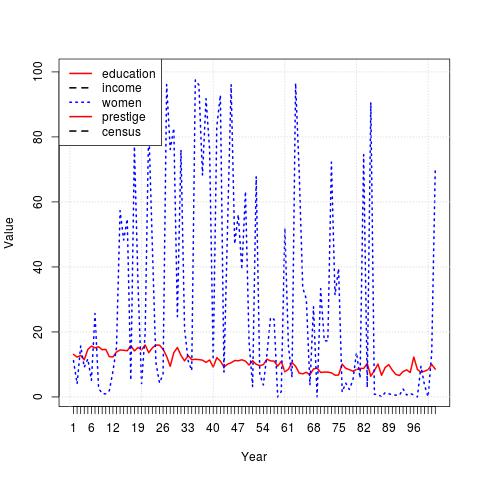 education
income
women
prestige
census
100
80
60
40
20
0
Value
1 6 12 19 26 33 40 47 54 61 68 75 82 89 96
Year